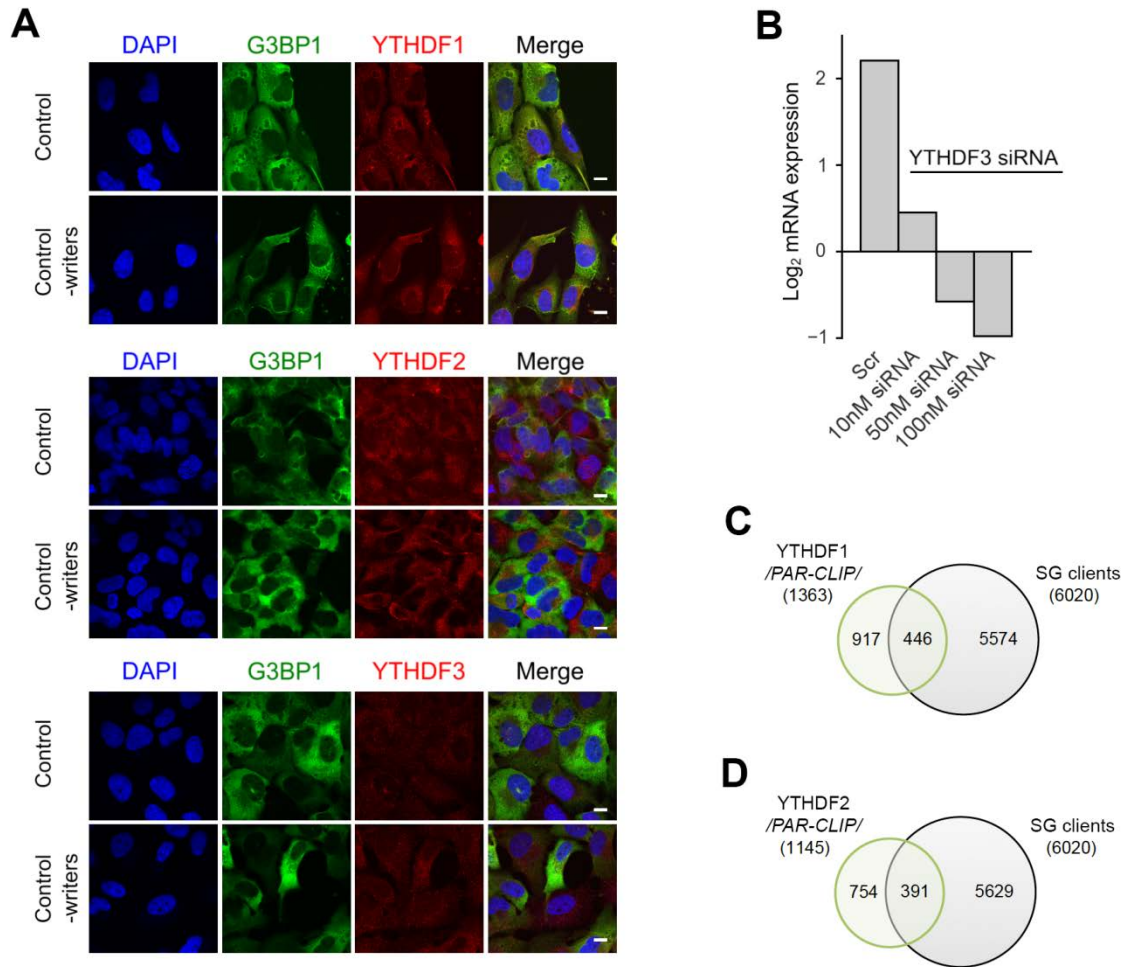 A
DAPI G3BP1 YTHDF1 Merge
Control
Control
-writers
DAPI G3BP1 YTHDF2 Merge
Control
Control
-writers
DAPI G3BP1 YTHDF3 Merge
Control
Control
-writers
B
Log₂ mRNA expression
2
1
0
−1
YTHDF3 siRNA
Scr
10nM siRNA
50nM siRNA
100nM siRNA
C
YTHDF1
/PAR-CLIP/
(1363)
SG clients
(6020)
917 446 5574
D
YTHDF2
/PAR-CLIP/
(1145)
SG clients
(6020)
754 391 5629